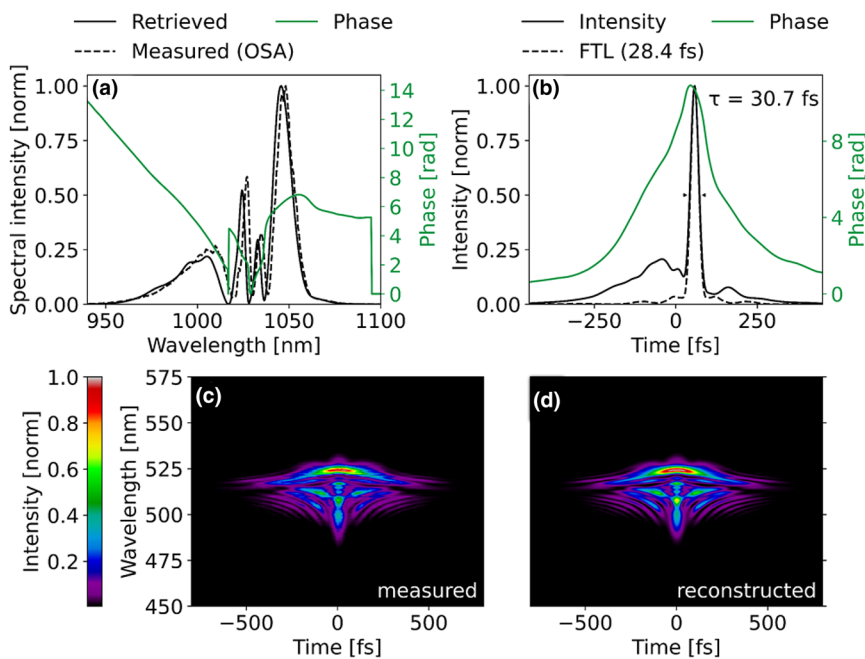 Retrieved Phase
Measured (OSA)
Intensity Phase
FTL (28.4 fs)
(a)
1.00
0.75
0.50
0.25
0.00
Spectral intensity [norm]
14
12
10
8
6
4
2
0
Phase [rad]
950 1000 1050 1100
Wavelength [nm]
(b)
τ = 30.7 fs
1.00
0.75
0.50
0.25
0.00
Intensity [norm]
8
4
0
Phase [rad]
−250 0 250
Time [fs]
1.0
0.8
0.6
0.4
0.2
Intensity [norm]
(c)
575
550
525
500
475
450
Wavelength [nm]
measured
−500 0 500
Time [fs]
(d)
reconstructed
−500 0 500
Time [fs]